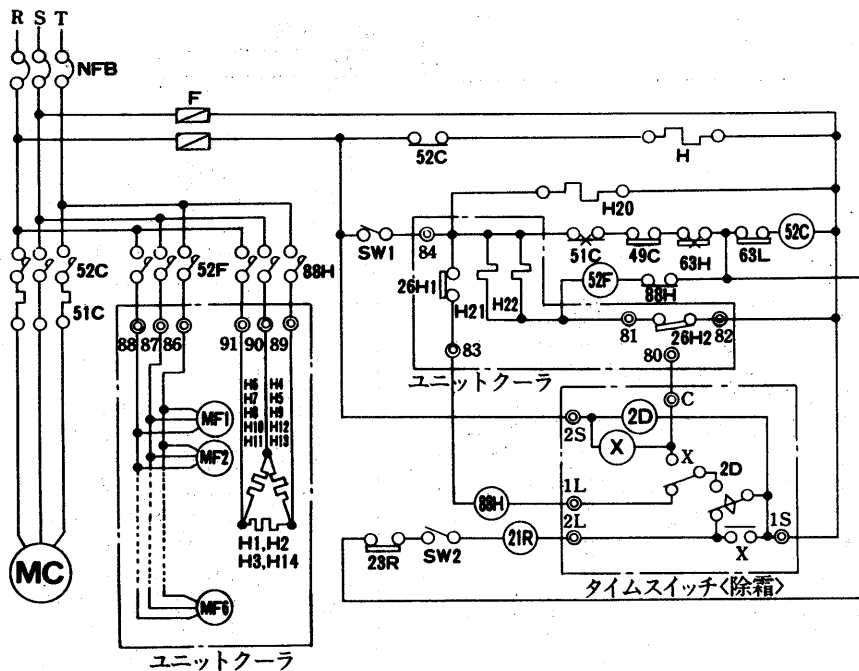 R S T
NFB
F
52C
H
H20
SW1
84
51C
49C
63H
63L
52C
52C
52F
88H
26H1
H21
H22
52F
88H
51C
81
26H2
82
88
87
86
91
90
89
83
80
ユニットクーラ
H6
H7
H8
H10
H11
H4
H5
H9
H12
H13
C
2S
2D
X
MF1
MF2
X
2D
1L
88H
2L
1S
H1,H2
H3,H14
23R
SW2
21R
X
MC
MF6
タイムスイッチ<除霜>
ユニットクーラ